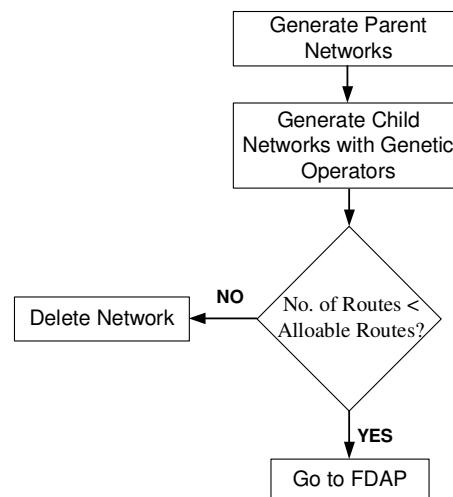 Generate Parent
Networks
Generate Child
Networks with Genetic
Operators
No. of Routes <
Alloable Routes?
NO
Delete Network
YES
Go to FDAP